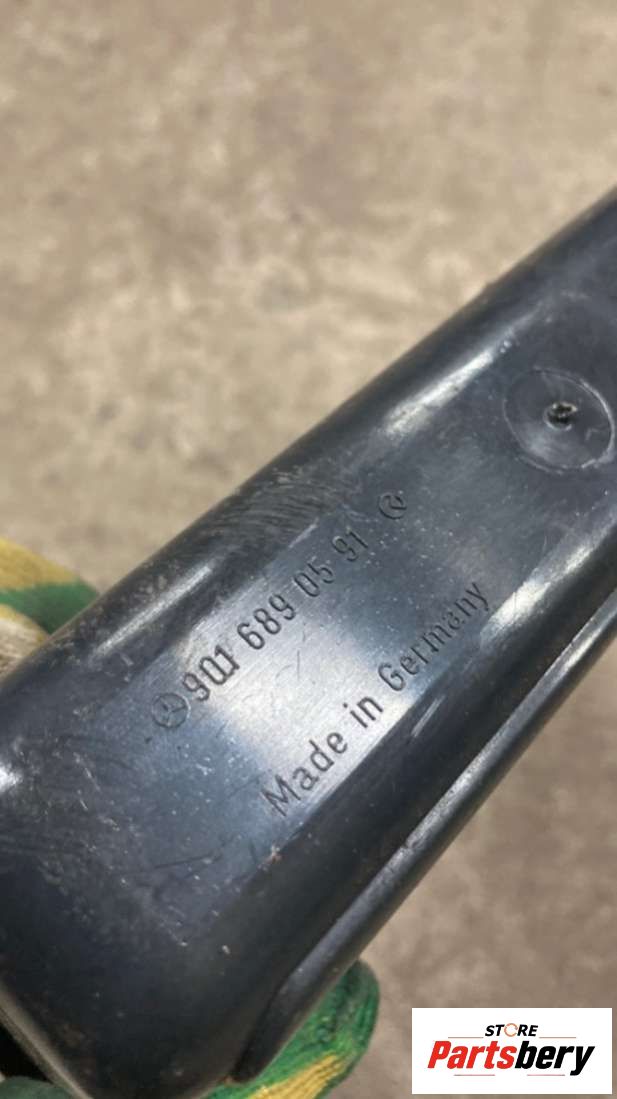 901 689 05 91
Made in Germany
STORE
Partsbery